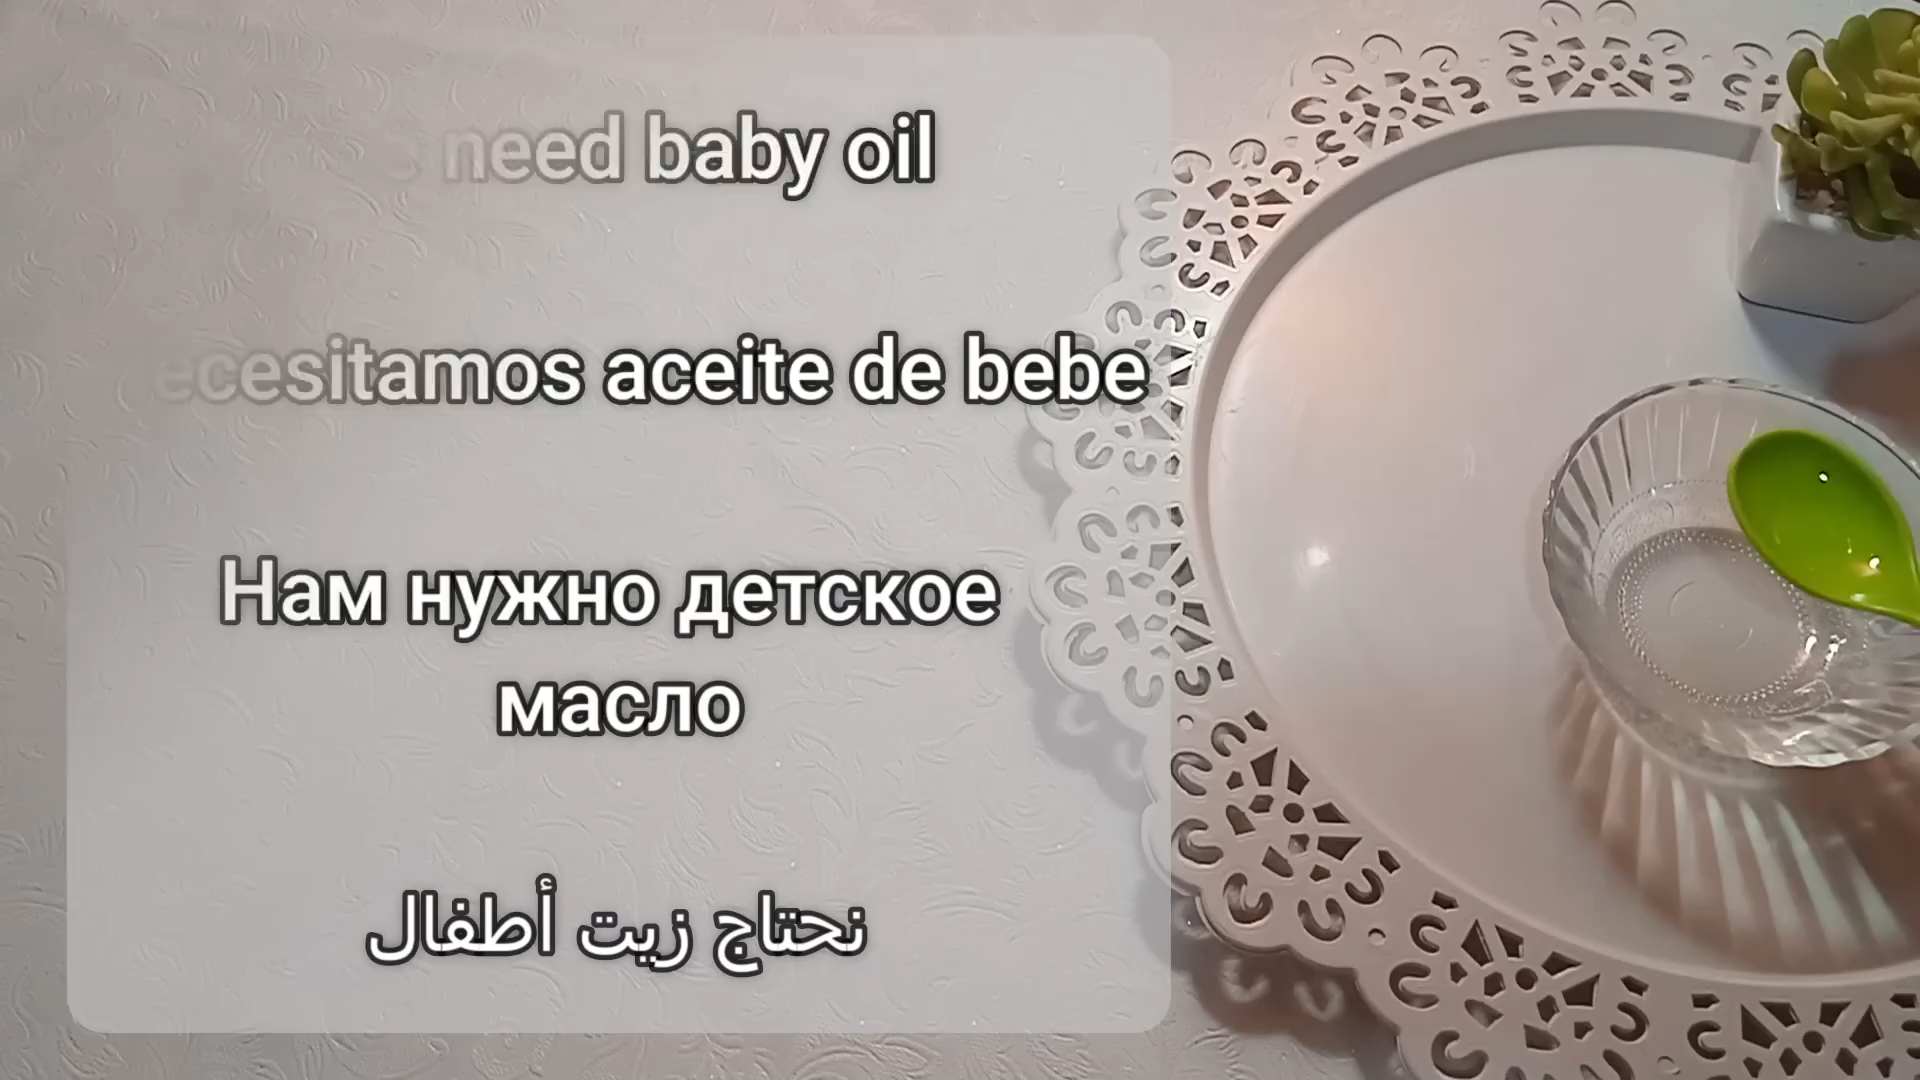 need baby oil
ecesitamos aceite de bebe
Нам нужно детское
масло
نحتاج زيت أطفال